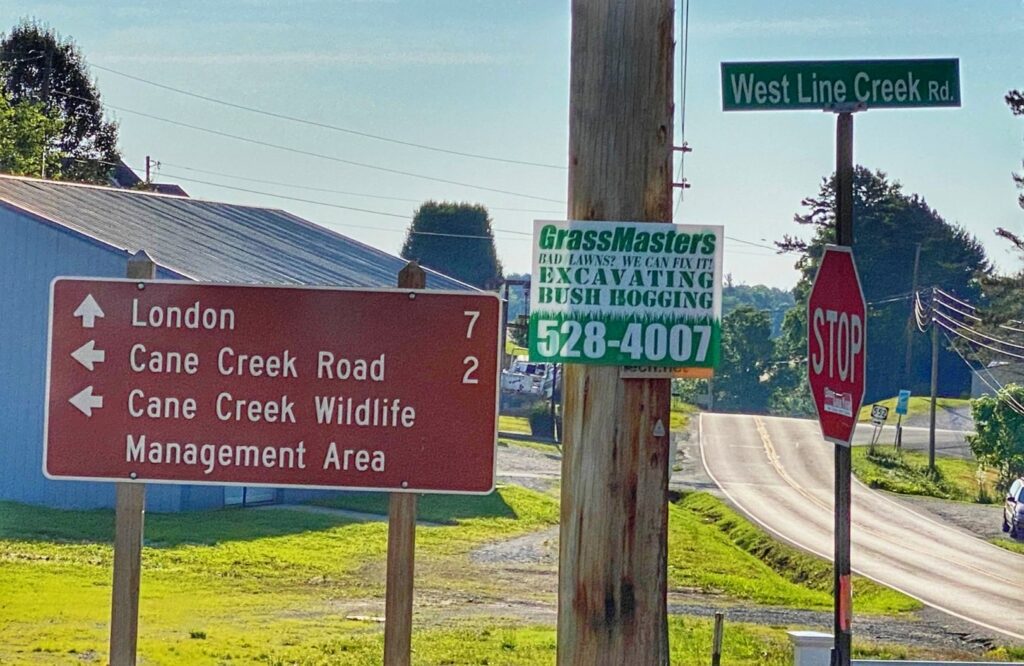 West Line Creek Rd.
GrassMasters
BAD LAWNS? WE CAN FIX IT!
EXCAVATING
BUSH HOGGING
528-4007
STOP
London 7
Cane Creek Road 2
Cane Creek Wildlife
Management Area